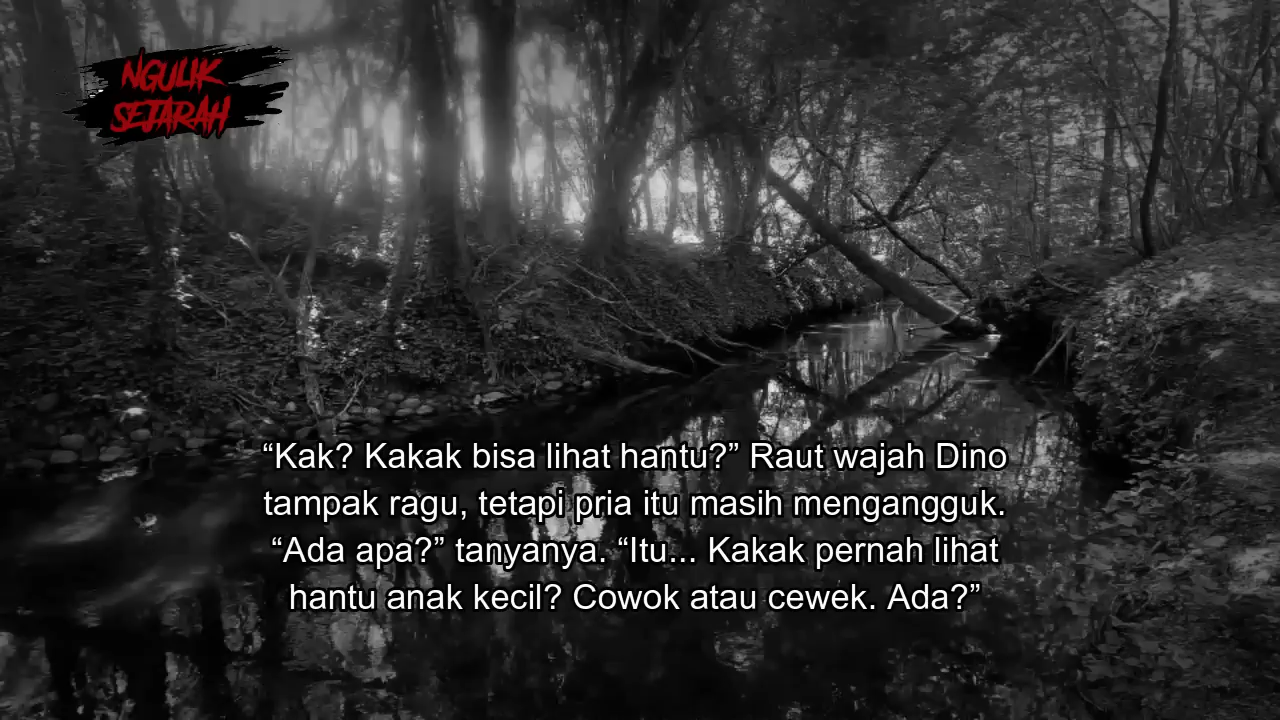 NGULIK
SEJARAH
“Kak? Kakak bisa lihat hantu?” Raut wajah Dino
tampak ragu, tetapi pria itu masih mengangguk.
“Ada apa?” tanyanya. “Itu... Kakak pernah lihat
hantu anak kecil? Cowok atau cewek. Ada?”